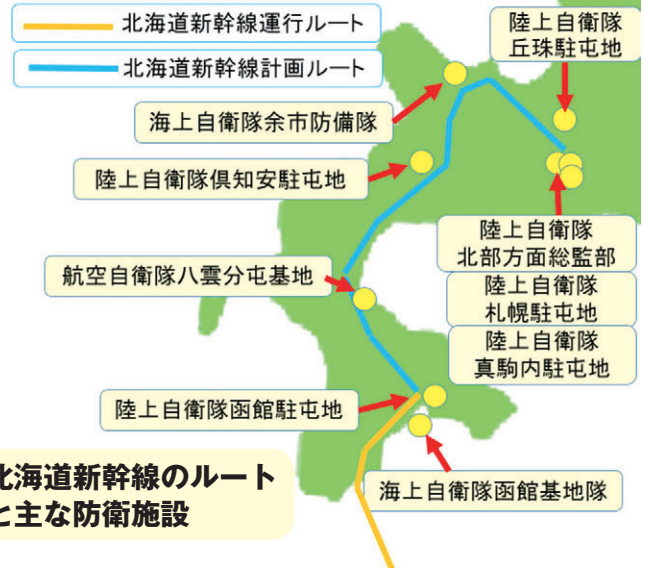 北海道新幹線運行ルート
北海道新幹線計画ルート
陸上自衛隊
丘珠駐屯地
海上自衛隊余市防備隊
陸上自衛隊倶知安駐屯地
陸上自衛隊
北部方面総監部
航空自衛隊八雲分屯基地
陸上自衛隊
札幌駐屯地
陸上自衛隊
真駒内駐屯地
陸上自衛隊函館駐屯地
北海道新幹線のルート
と主な防衛施設
海上自衛隊函館基地隊